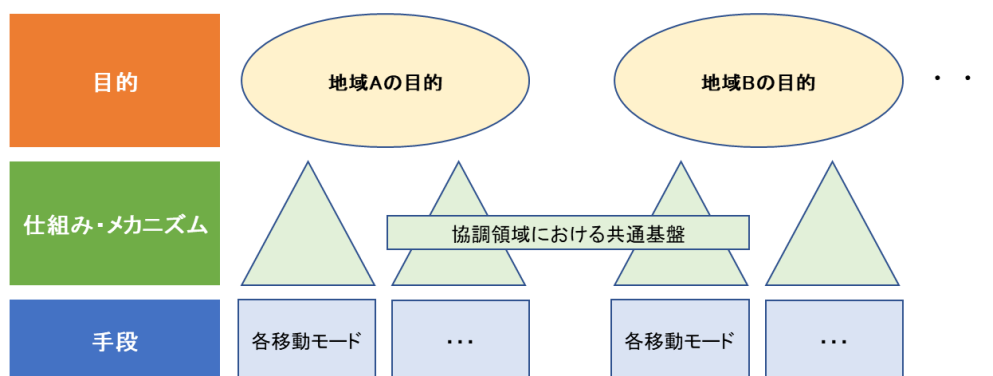 目的
地域Aの目的
地域Bの目的
・・
仕組み・メカニズム
協調領域における共通基盤
手段
各移動モード
・・・
各移動モード
・・・